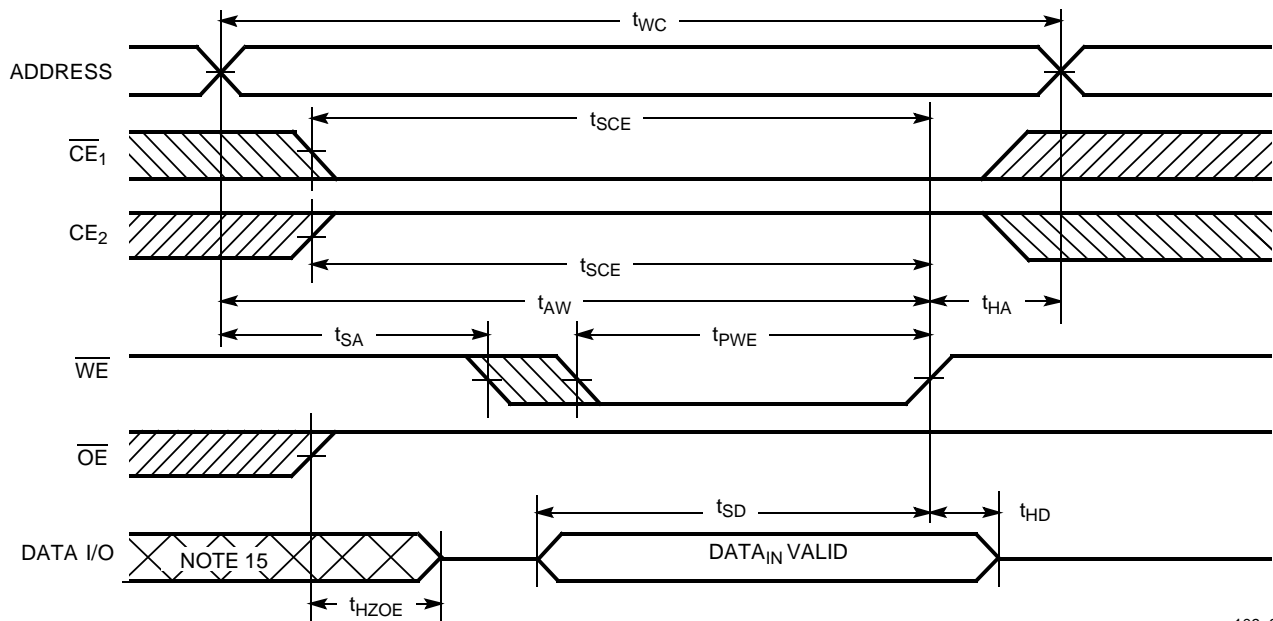 tWC
ADDRESS
tSCE
CE1
CE2
tSCE
tAW
tHA
tSA
tPWE
WE
OE
tSD
tHD
DATA I/O
NOTE 15
DATAIN VALID
tHZOE